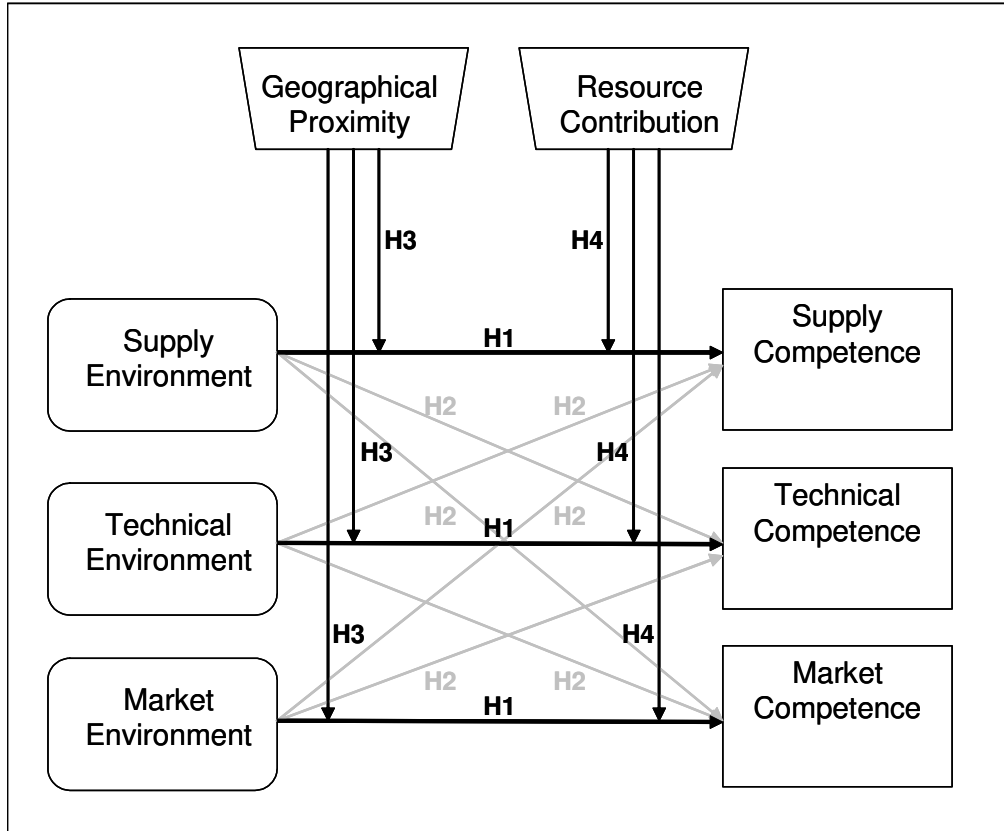 Geographical
Proximity
Resource
Contribution
H3
H4
Supply
Environment
H1
Supply
Competence
H2
H2
H3
H4
Technical
Environment
H2
H1
H2
Technical
Competence
H3
H4
Market
Environment
H2
H2
H1
Market
Competence